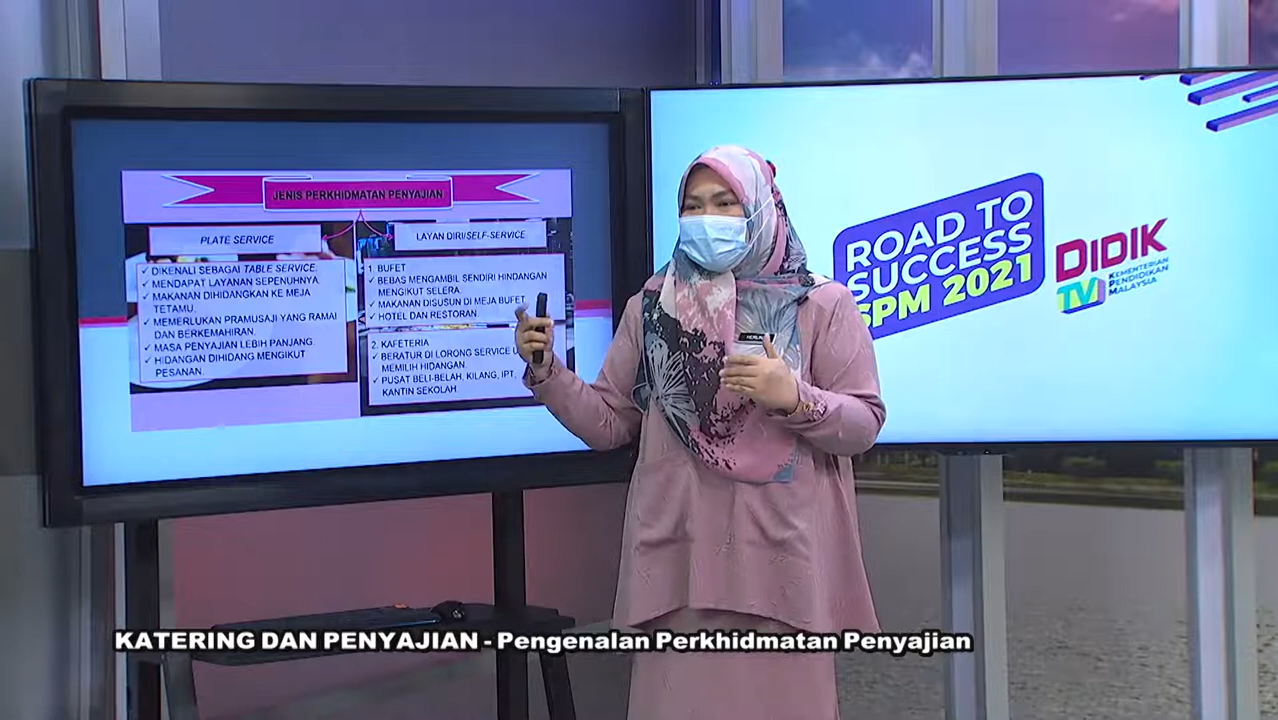 JENIS PERKHIDMATAN PENYAJIAN
PLATE SERVICE
✓ DIKENALI SEBAGAI TABLE SERVICE.
✓ MENDAPAT LAYANAN SEPENUHNYA.
✓ MAKANAN DIHIDANGKAN KE MEJA
TETAMU.
✓ MEMERLUKAN PRAMUSAJI YANG RAMAI
DAN BERKEMAHIRAN.
✓ MASA PENYAJIAN LEBIH PANJANG.
✓ HIDANGAN DIHIDANG MENGIKUT
PESANAN.
LAYAN DIRI/SELF-SERVICE
1. BUFET
✓ BEBAS MENGAMBIL SENDIRI HIDANGAN
MENGIKUT SELERA.
✓ MAKANAN DISUSUN DI MEJA BUFET
✓ HOTEL DAN RESTORAN.
2. KAFETERIA
✓ BERATUR DI LORONG SERVICE
MEMILIH HIDANGAN.
✓ PUSAT BELI-BELAH, KILANG, IPT,
KANTIN SEKOLAH.
ROAD TO
SUCCESS
SPM 2021
DIDIK
TV
KEMENTERIAN
PENDIDIKAN
MALAYSIA
KATERING DAN PENYAJIAN - Pengenalan Perkhidmatan Penyajian